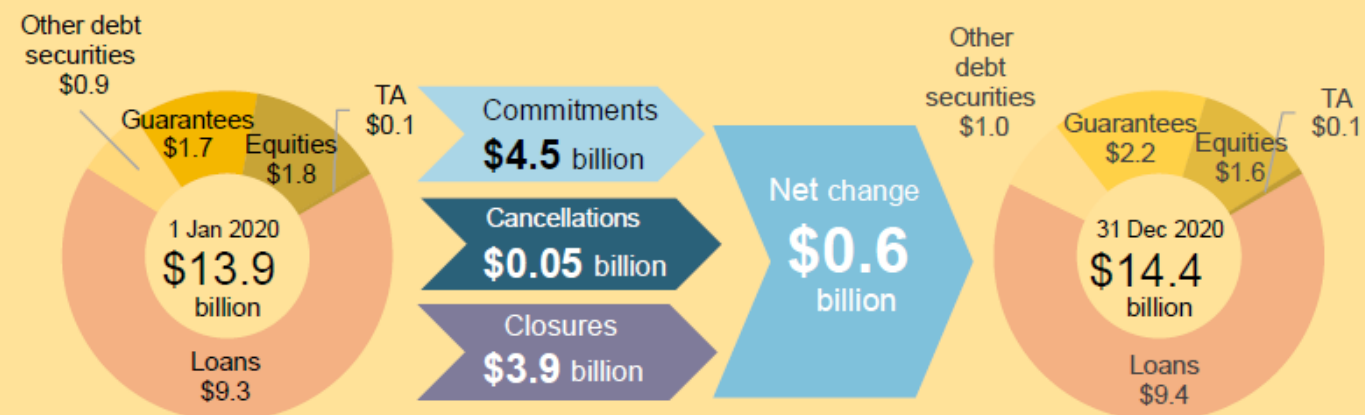 Other debt
securities
$0.9
Guarantees
$1.7
Equities
$1.8
TA
$0.1
1 Jan 2020
$13.9
billion
Loans
$9.3
Commitments
$4.5 billion
Cancellations
$0.05 billion
Closures
$3.9 billion
Net change
$0.6
billion
Other
debt
securities
$1.0
Guarantees
$2.2
Equities
$1.6
TA
$0.1
31 Dec 2020
$14.4
billion
Loans
$9.4